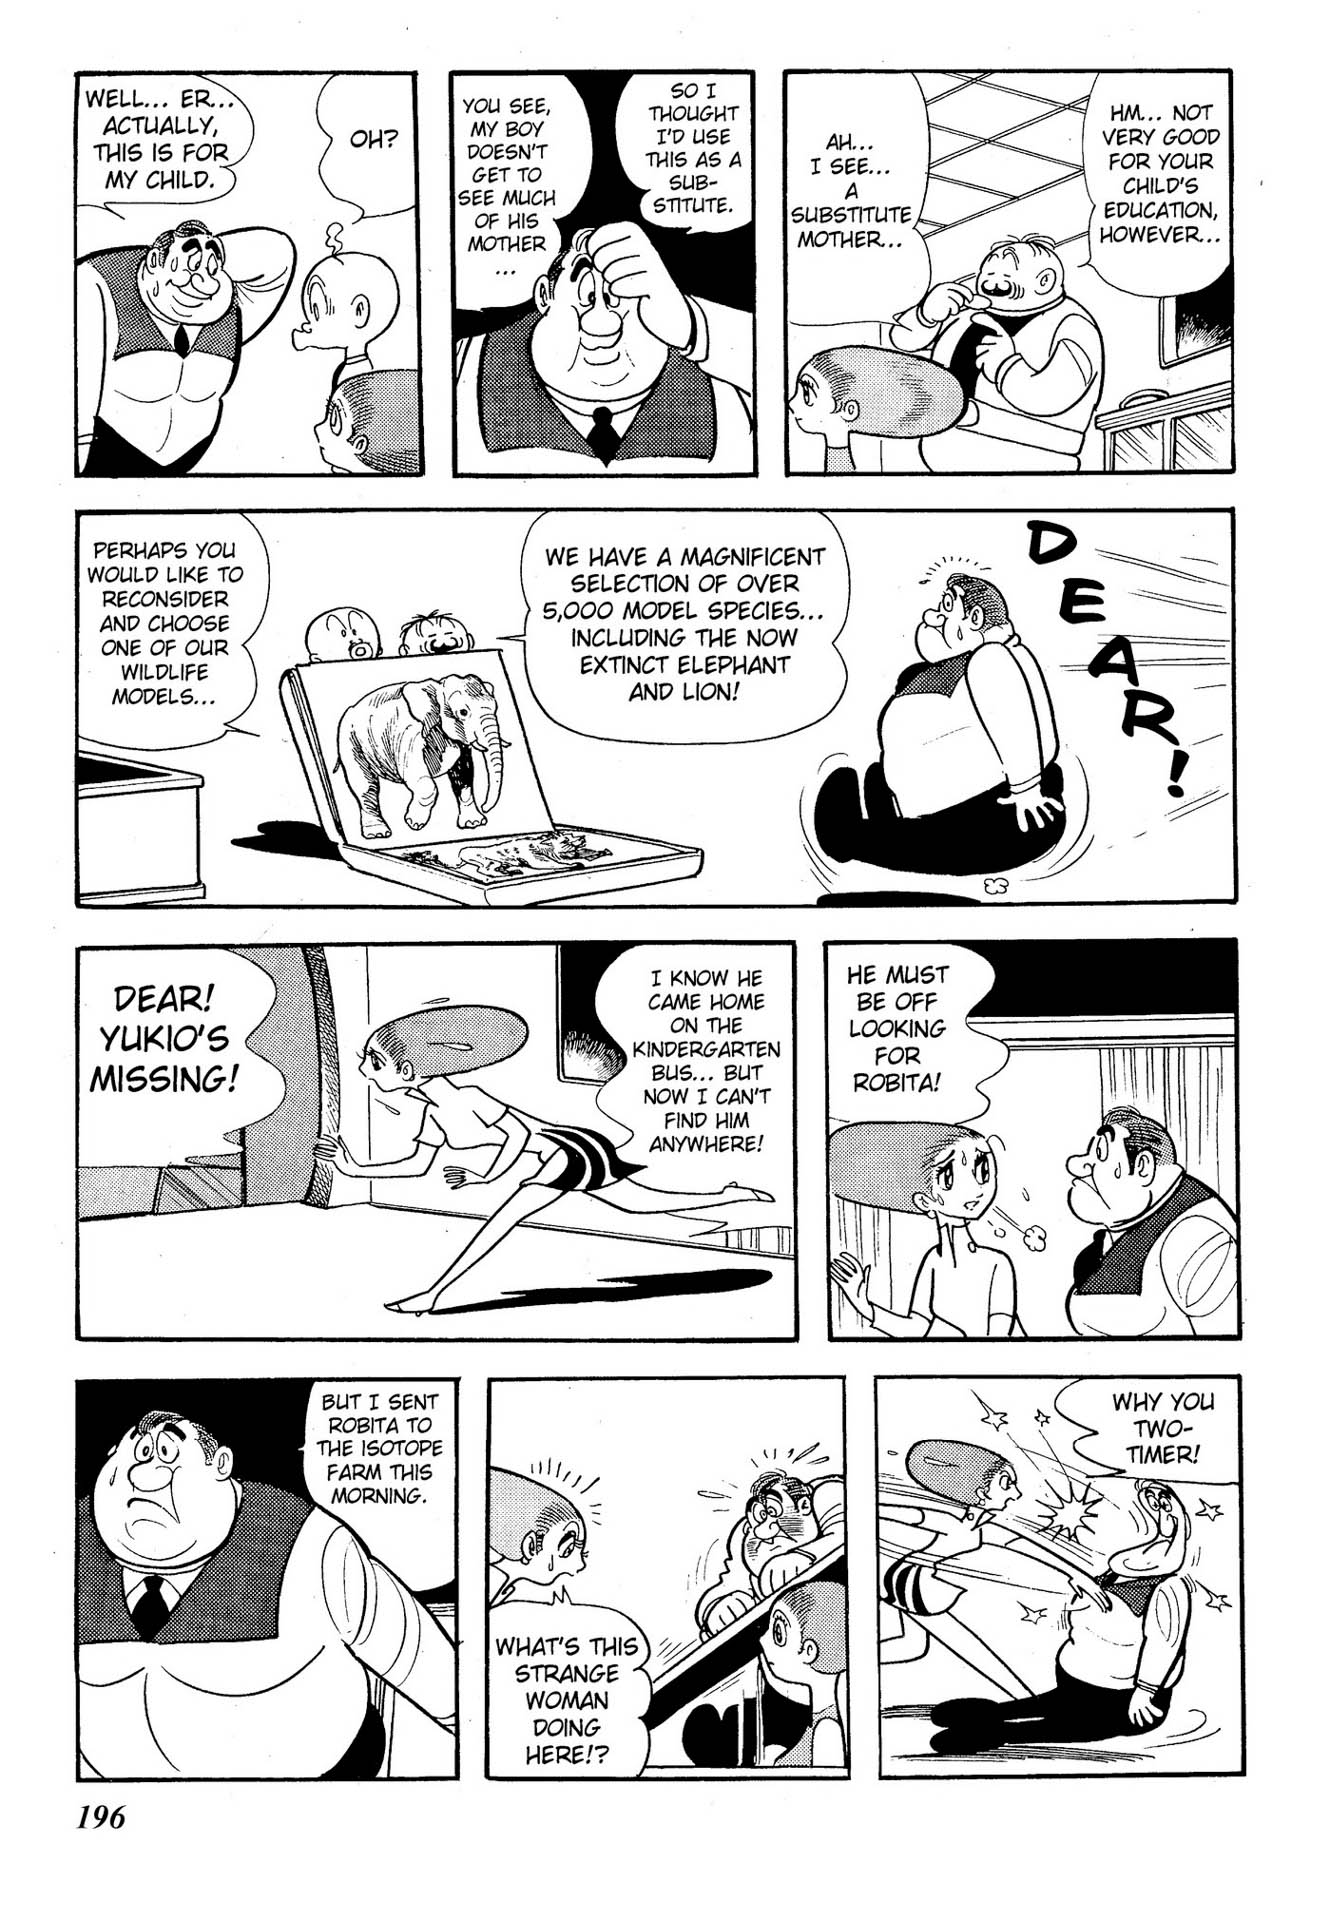 WELL... ER...
ACTUALLY,
THIS IS FOR
MY CHILD.
OH?
YOU SEE,
MY BOY
DOESN'T
GET TO
SEE MUCH
OF HIS
MOTHER
...
SO I
THOUGHT
I'D USE
THIS AS A
SUB-
STITUTE.
AH...
I SEE...
A
SUBSTITUTE
MOTHER...
HM... NOT
VERY GOOD
FOR YOUR
CHILD'S
EDUCATION,
HOWEVER...
PERHAPS YOU
WOULD LIKE TO
RECONSIDER
AND CHOOSE
ONE OF OUR
WILDLIFE
MODELS...
WE HAVE A MAGNIFICENT
SELECTION OF OVER
5,000 MODEL SPECIES...
INCLUDING THE NOW
EXTINCT ELEPHANT
AND LION!
DEAR!
DEAR!
YUKIO'S
MISSING!
I KNOW HE
CAME HOME
ON THE
KINDERGARTEN
BUS... BUT
NOW I CAN'T
FIND HIM
ANYWHERE!
HE MUST
BE OFF
LOOKING
FOR
ROBITA!
BUT I SENT
ROBITA TO
THE ISOTOPE
FARM THIS
MORNING.
WHAT'S THIS
STRANGE
WOMAN
DOING
HERE!?
WHY YOU
TWO-
TIMER!
196